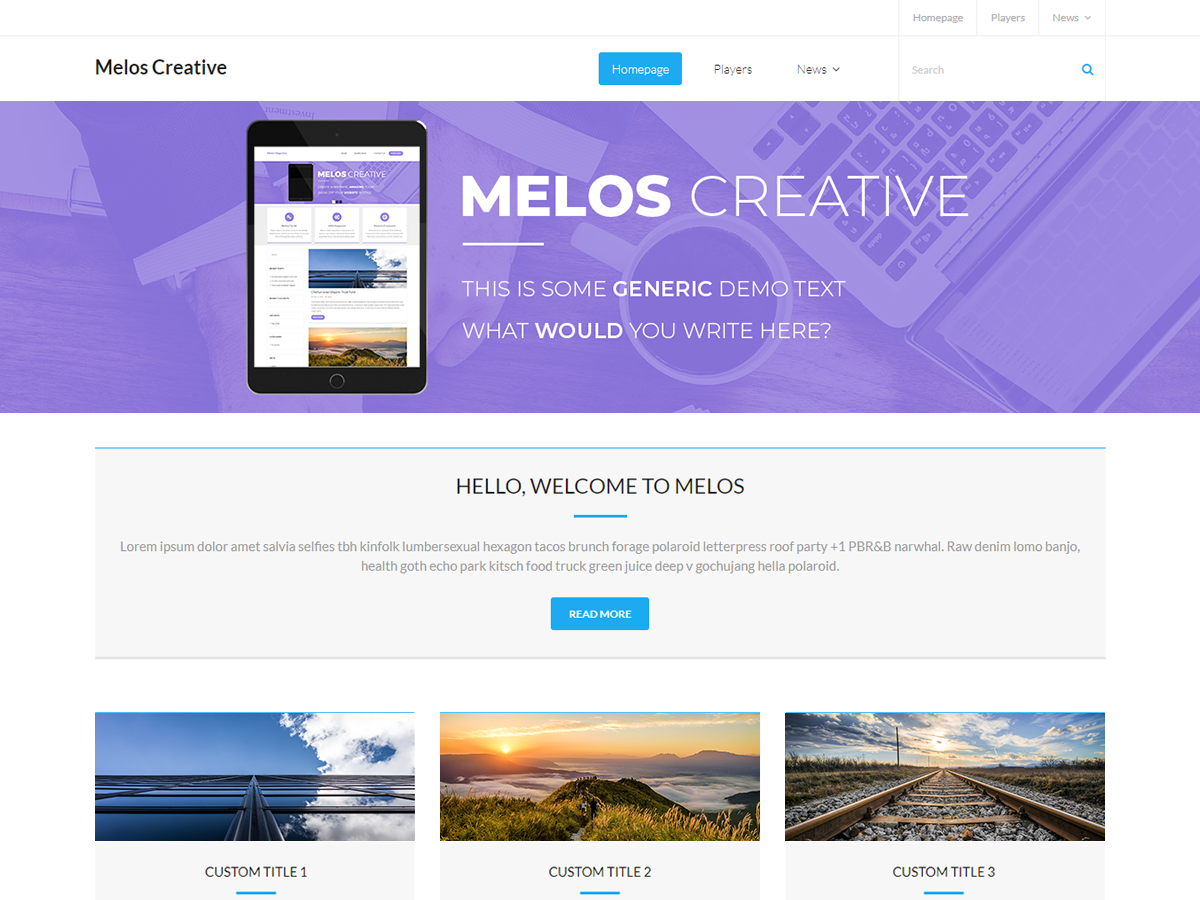 Homepage
Players
News
Melos Creative
Homepage
Players
News
Search
MELOS CREATIVE
THIS IS SOME GENERIC DEMO TEXT
WHAT WOULD YOU WRITE HERE?
MELOS CREATIVE
HELLO, WELCOME TO MELOS
Lorem ipsum dolor amet salvia selfies tbh kinfolk lumbersexual hexagon tacos brunch forage polaroid letterpress roof party +1 PBR&B narwhal. Raw denim lomo banjo,
health goth echo park kitsch food truck green juice deep v gochujang hella polaroid.
READ MORE
CUSTOM TITLE 1
CUSTOM TITLE 2
CUSTOM TITLE 3